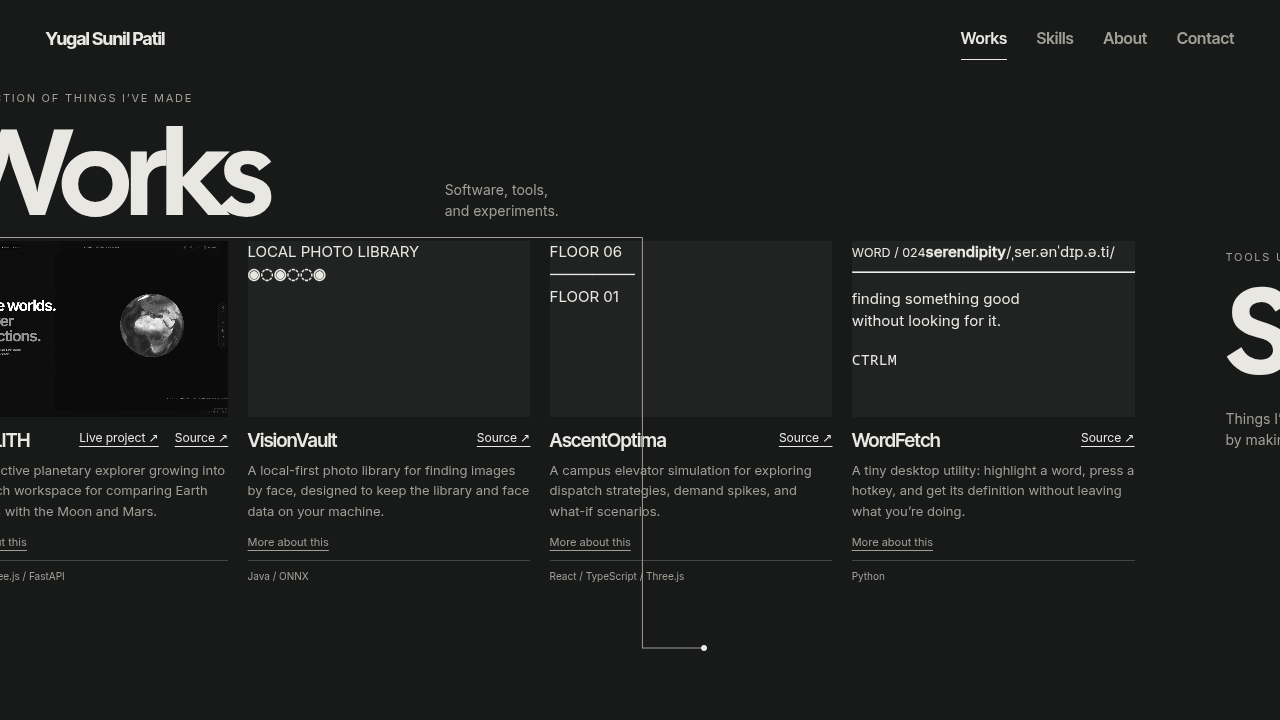 Yugal Sunil Patil
Works
Skills
About
Contact
CTION OF THINGS I'VE MADE
Works
Software, tools,
and experiments.
e worlds.
ctions.
LOCAL PHOTO LIBRARY
FLOOR 06
FLOOR 01
WORD / 024serendipity/ˌser.ənˈdɪp.ə.ti/
finding something good
without looking for it.
CTRLM
LITH
Live project ↗
Source ↗
ctive planetary explorer growing into
ch workspace for comparing Earth
with the Moon and Mars.
ut this
ee.js / FastAPI
VisionVault
Source ↗
A local-first photo library for finding images
by face, designed to keep the library and face
data on your machine.
More about this
Java / ONNX
AscentOptima
Source ↗
A campus elevator simulation for exploring
dispatch strategies, demand spikes, and
what-if scenarios.
More about this
React / TypeScript / Three.js
WordFetch
Source ↗
A tiny desktop utility: highlight a word, press a
hotkey, and get its definition without leaving
what you're doing.
More about this
Python
TOOLS U
S
Things I'
by makin